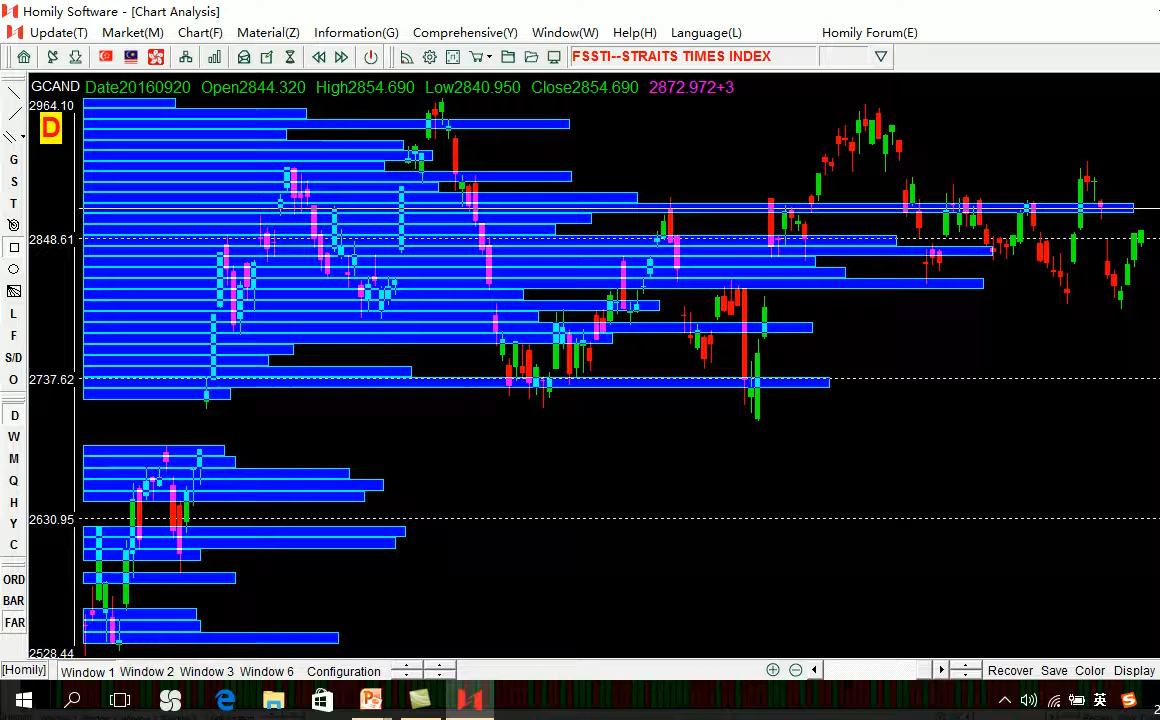 Homily Software - [Chart Analysis]
Update(T) Market(M) Chart(F) Material(Z) Information(G) Comprehensive(Y) Window(W) Help(H) Language(L) Homily Forum(E)
FSSTI--STRAITS TIMES INDEX
GCAND Date20160920 Open2844.320 High2854.690 Low2840.950 Close2854.690 2872.972+3
2964.10
D
G
S
T
2848.61
L
F
S/D
2737.62
O
D
W
M
Q
H
2630.95
Y
C
ORD
BAR
FAR
2528.44
[Homily] Window 1 Window 2 Window 3 Window 6 Configuration Recover Save Color Display
英
2